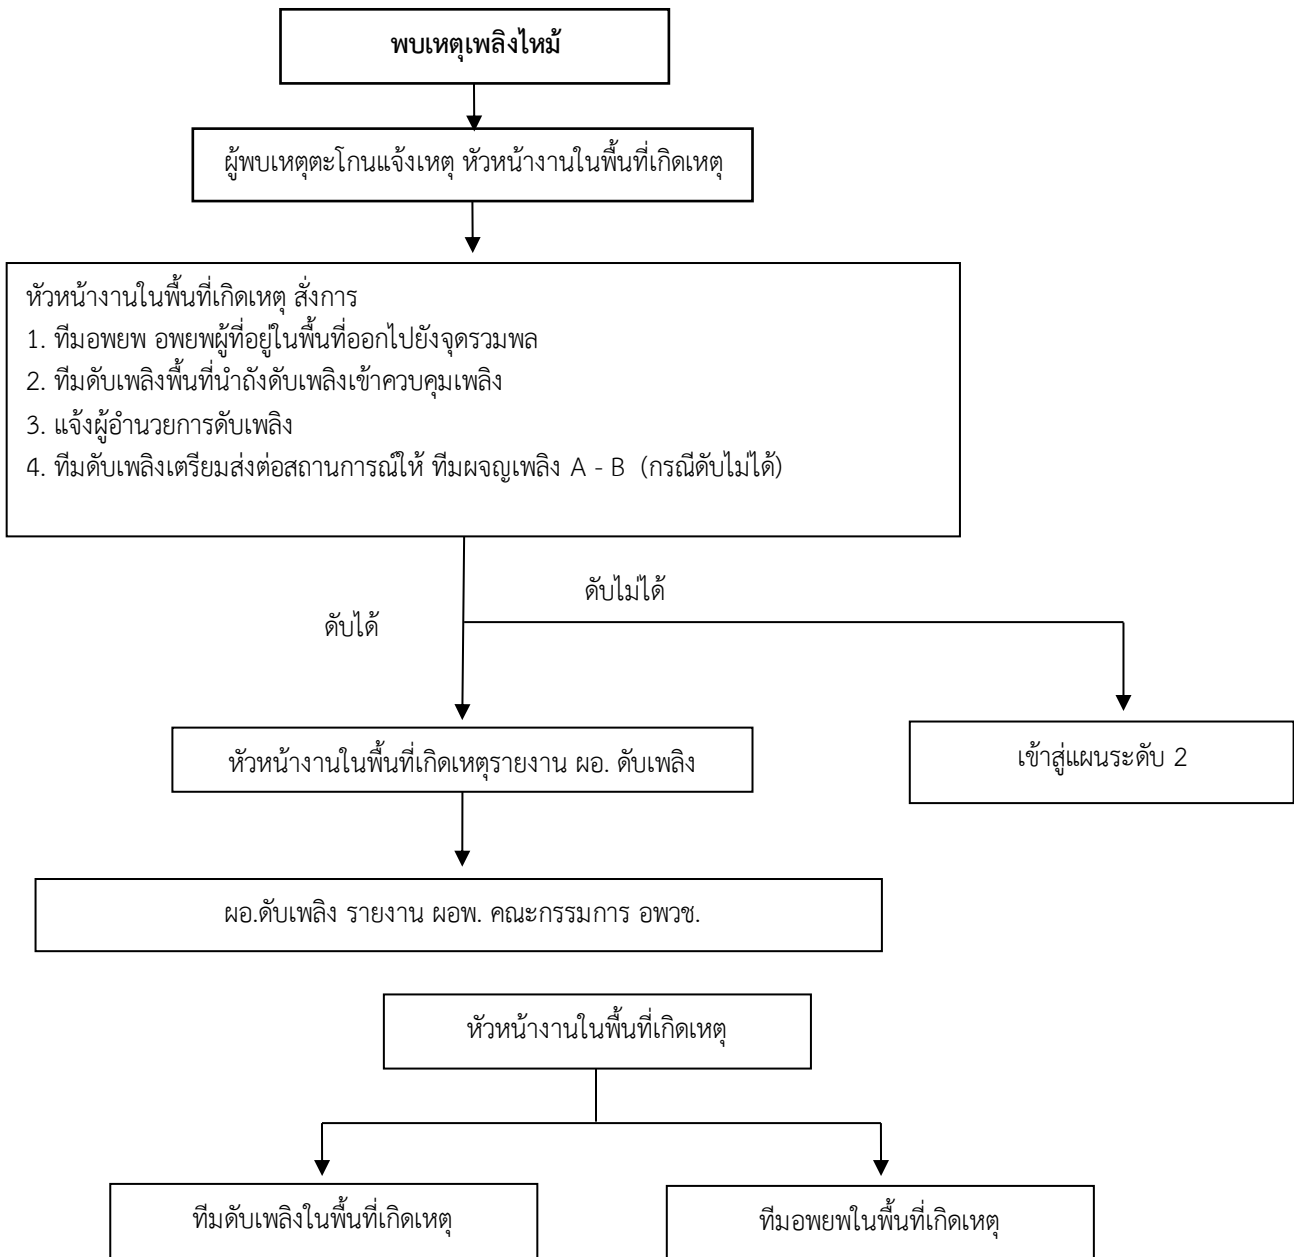 พบเหตุเพลิงไหม้
ผู้พบเหตุตะโกนแจ้งเหตุ หัวหน้างานในพื้นที่เกิดเหตุ
หัวหน้างานในพื้นที่เกิดเหตุ สั่งการ
1. ทีมอพยพ อพยพผู้ที่อยู่ในพื้นที่ออกไปยังจุดรวมพล
2. ทีมดับเพลิงพื้นที่นำถังดับเพลิงเข้าควบคุมเพลิง
3. แจ้งผู้อำนวยการดับเพลิง
4. ทีมดับเพลิงเตรียมส่งต่อสถานการณ์ให้ ทีมผจญเพลิง A - B (กรณีดับไม่ได้)
ดับไม่ได้
ดับได้
หัวหน้างานในพื้นที่เกิดเหตุรายงาน ผอ. ดับเพลิง
เข้าสู่แผนระดับ 2
ผอ.ดับเพลิง รายงาน ผอพ. คณะกรรมการ อพวช.
หัวหน้างานในพื้นที่เกิดเหตุ
ทีมดับเพลิงในพื้นที่เกิดเหตุ
ทีมอพยพในพื้นที่เกิดเหตุ